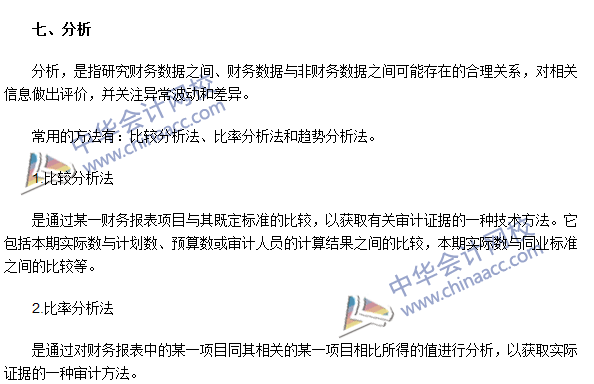 七、分析
分析，是指研究财务数据之间、财务数据与非财务数据之间可能存在的合理关系，对相关
信息做出评价，并关注异常波动和差异。
常用的方法有：比较分析法、比率分析法和趋势分析法。
1.比较分析法
是通过某一财务报表项目与其既定标准的比较，以获取有关审计证据的一种技术方法。它
包括本期实际数与计划数、预算数或审计人员的计算结果之间的比较，本期实际数与同业标准
之间的比较等。
2.比率分析法
是通过对财务报表中的某一项目同其相关的某一项目相比所得的值进行分析，以获取实际
证据的一种审计方法。
中华会计网校
www.chinaacc.com
中华会计网校
www.chinaacc.com